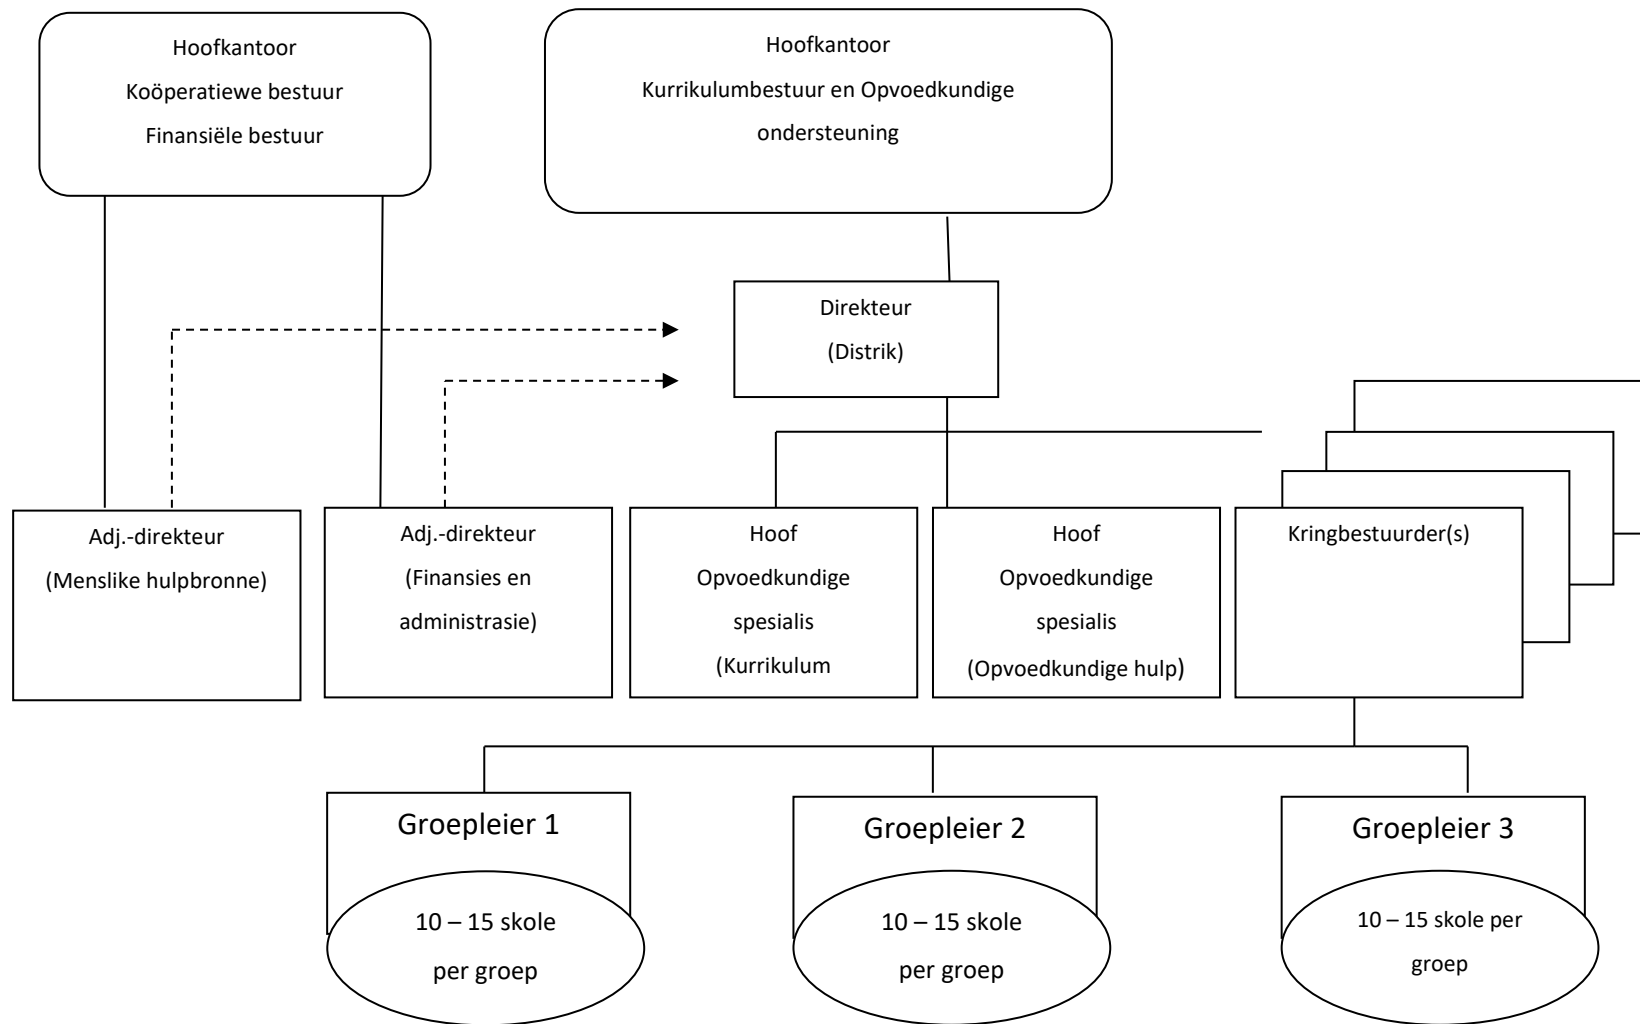 Hoofkantoor
Koöperatiewe bestuur
Finansiële bestuur
Hoofkantoor
Kurrikulumbestuur en Opvoedkundige
ondersteuning
Direkteur
(Distrik)
Adj.-direkteur
(Menslike hulpbronne)
Adj.-direkteur
(Finansies en
administrasie)
Hoof
Opvoedkundige
spesialis
(Kurrikulum
Hoof
Opvoedkundige
spesialis
(Opvoedkundige hulp)
Kringbestuurder(s)
Groepleier 1
10 – 15 skole
per groep
Groepleier 2
10 – 15 skole
per groep
Groepleier 3
10 – 15 skole per
groep